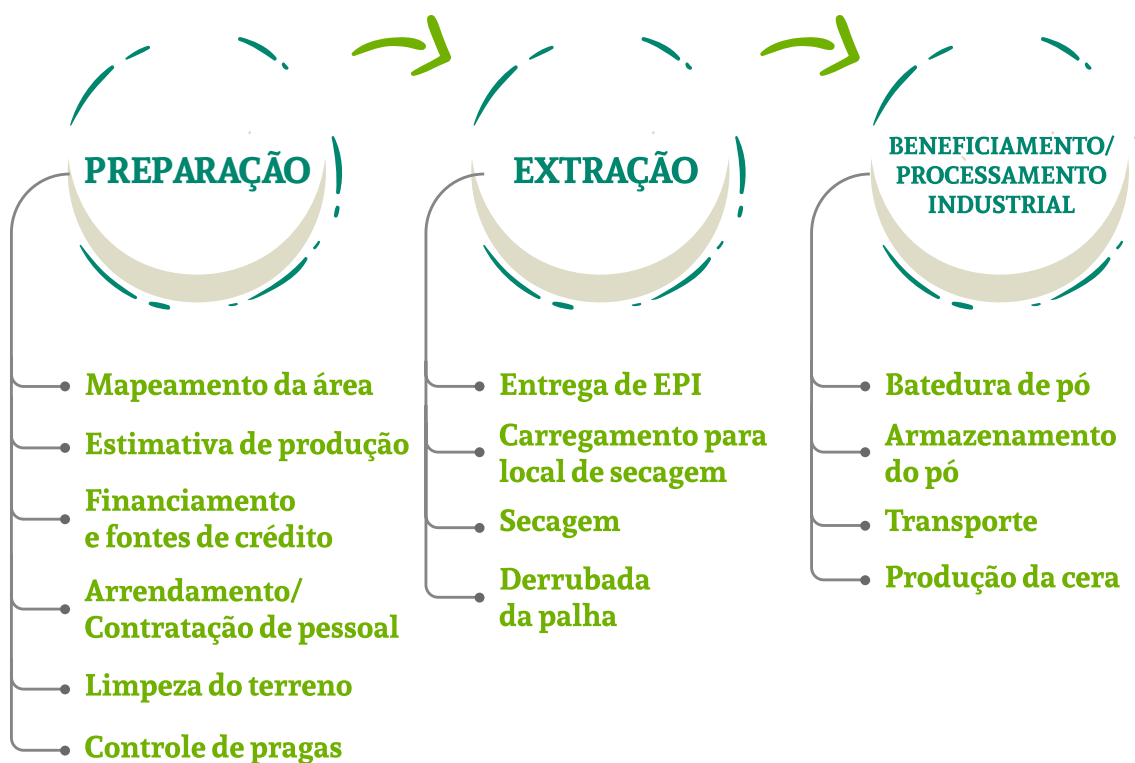 PREPARAÇÃO
Mapeamento da área
Estimativa de produção
Financiamento
e fontes de crédito
Arrendamento/
Contratação de pessoal
Limpeza do terreno
Controle de pragas
EXTRAÇÃO
Entrega de EPI
Carregamento para
local de secagem
Secagem
Derrubada
da palha
BENEFICIAMENTO/
PROCESSAMENTO
INDUSTRIAL
Batedura de pó
Armazenamento
do pó
Transporte
Produção da cera